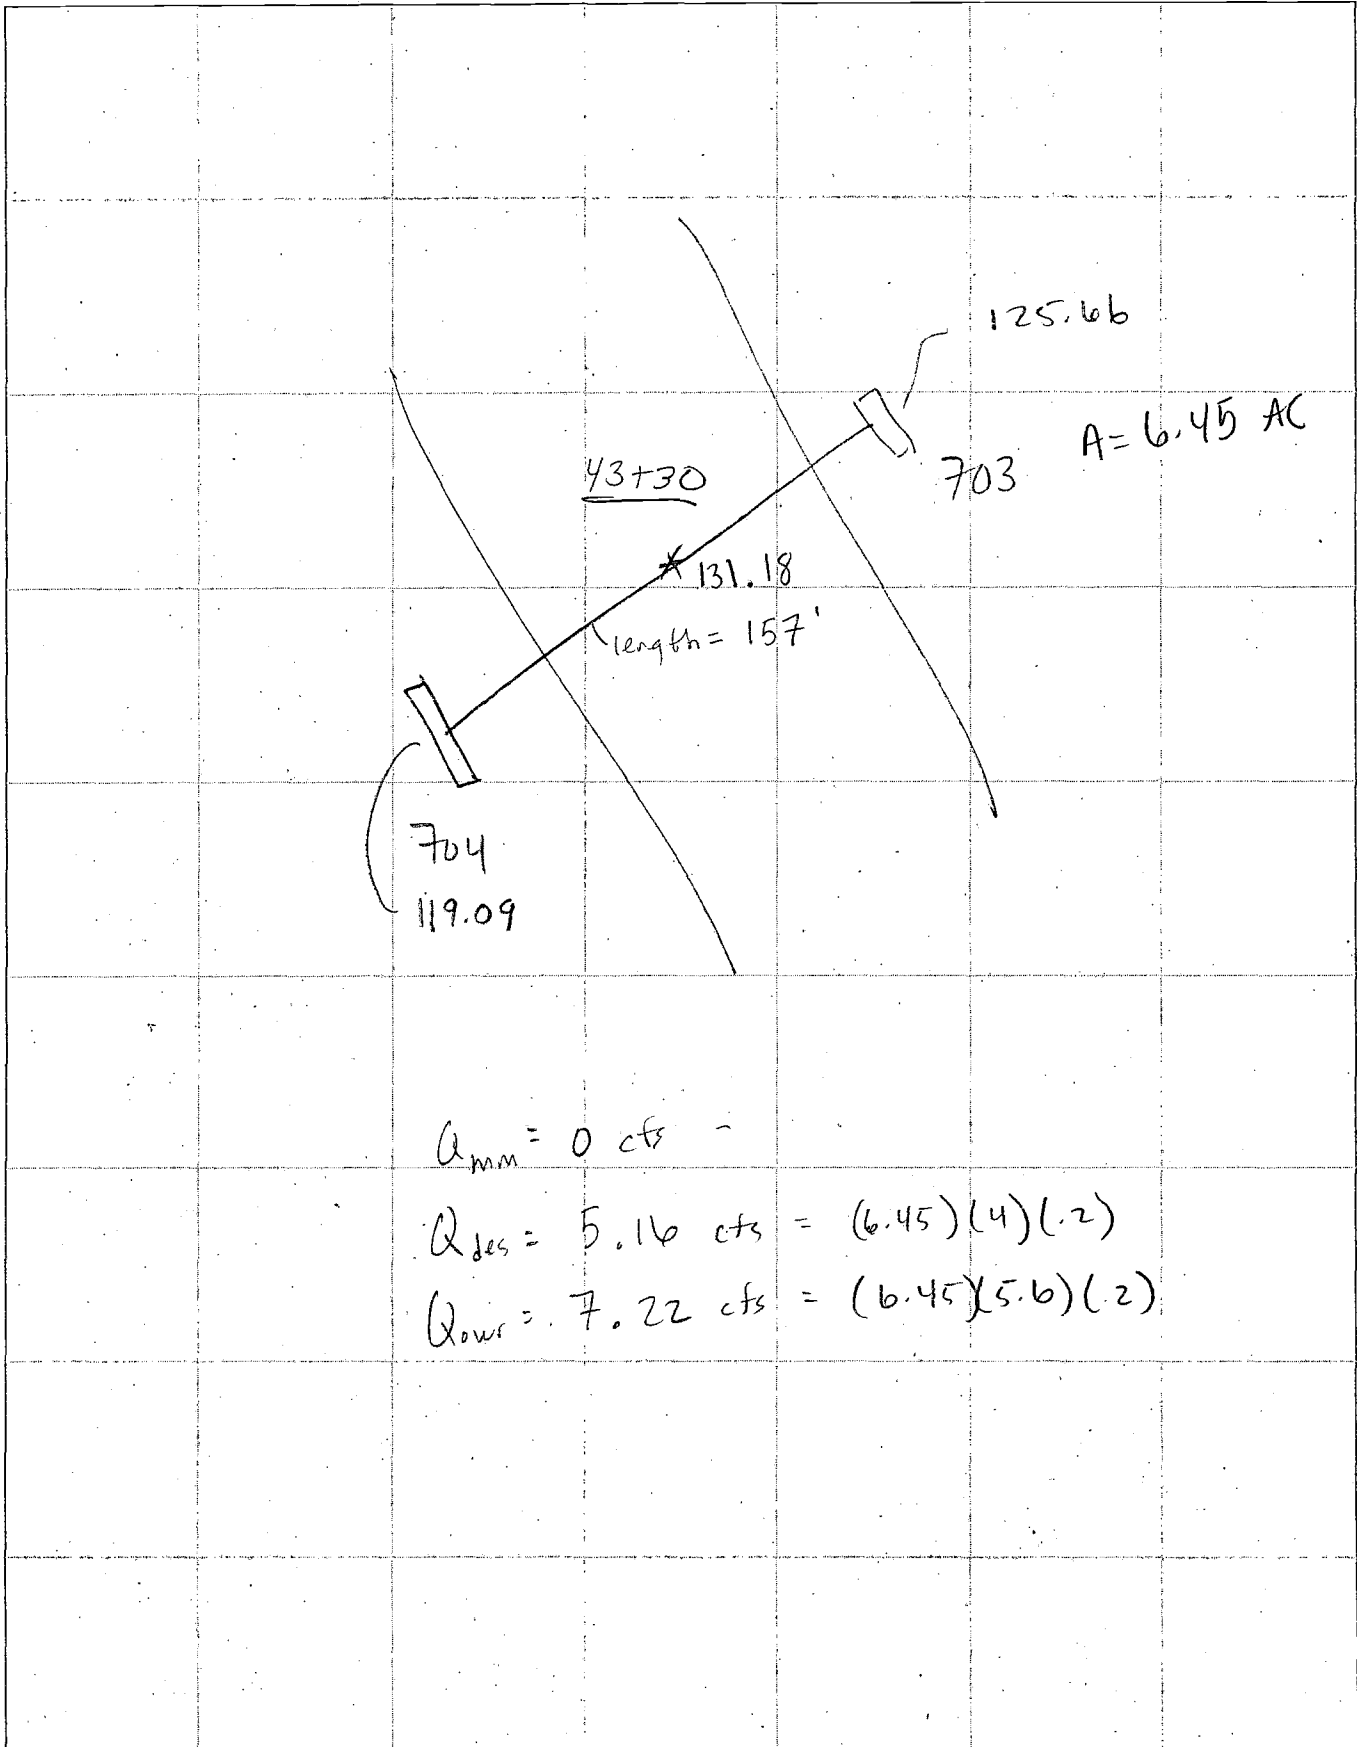 125.66
A= 6.45 AC
703
43+30
131.18
length = 157'
704
119.09
Qmin = 0 cfs -
Qdes = 5.16 cfs = (6.45)(4)(.2)
Qovr = 7.22 cfs = (6.45)(5.6)(.2)